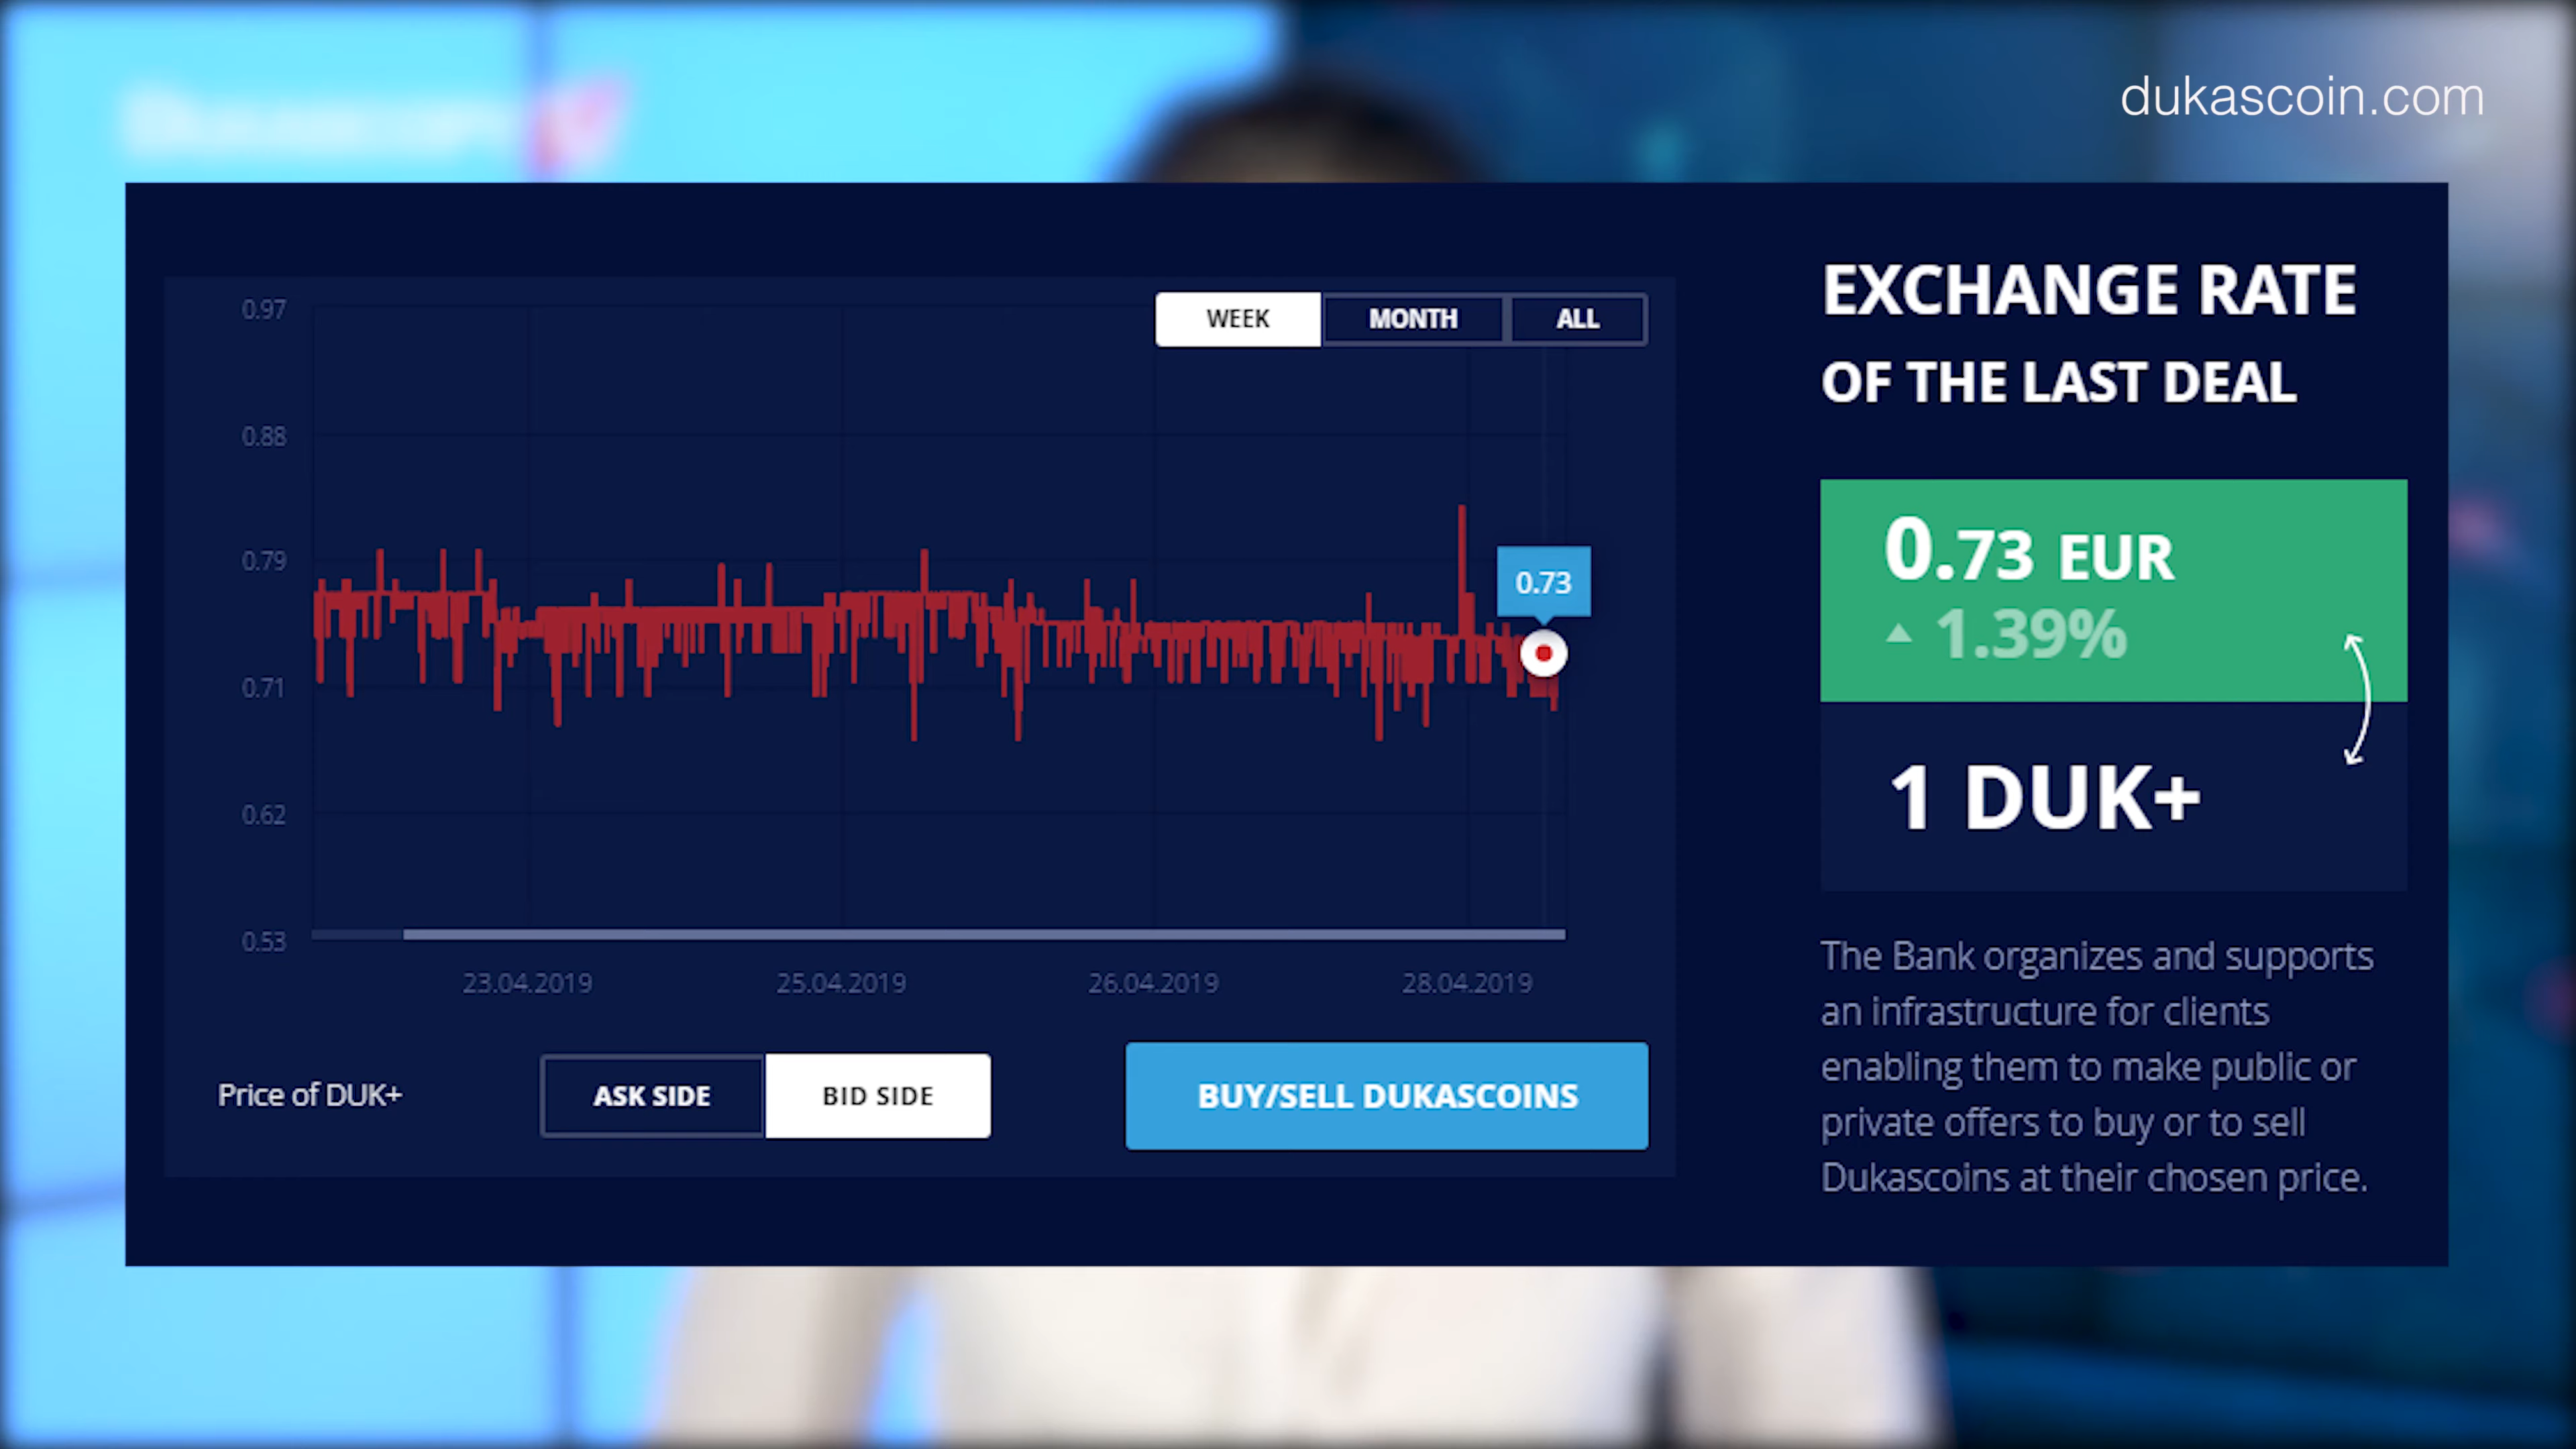 dukascoin.com
0.97
0.88
0.79
0.71
0.62
0.53
WEEK MONTH ALL
0.73
23.04.2019 25.04.2019 26.04.2019 28.04.2019
Price of DUK+ ASK SIDE BID SIDE BUY/SELL DUKASCOINS
EXCHANGE RATE
OF THE LAST DEAL
0.73 EUR
▲ 1.39%
1 DUK+
The Bank organizes and supports
an infrastructure for clients
enabling them to make public or
private offers to buy or to sell
Dukascoins at their chosen price.